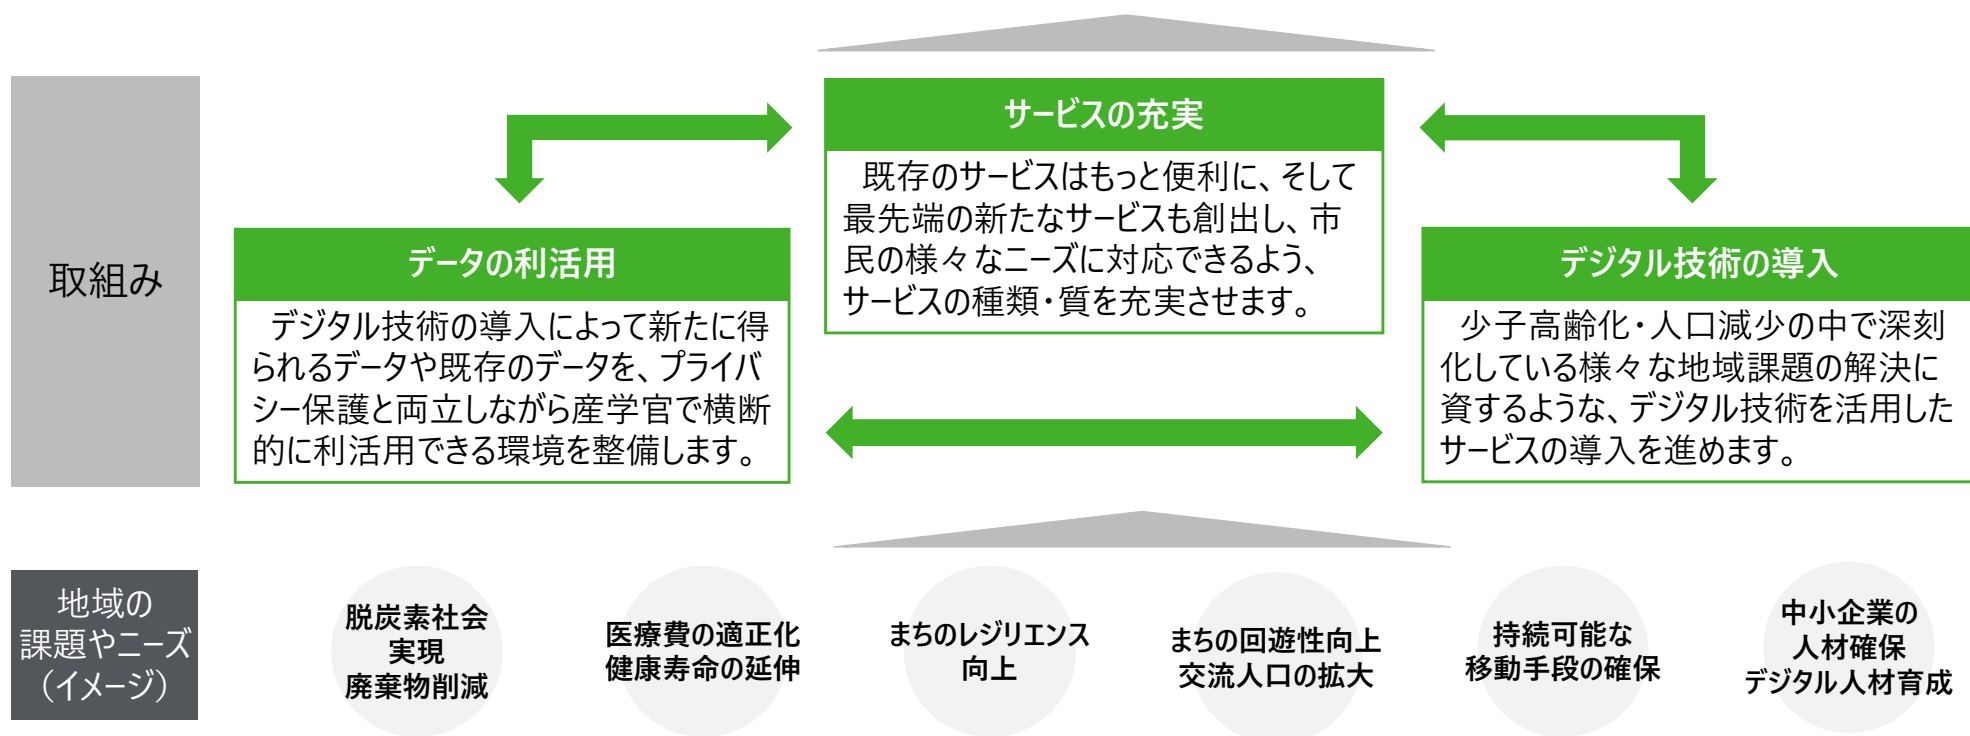 取組み
サービスの充実
既存のサービスはもっと便利に、そして
最先端の新たなサービスも創出し、市
民の様々なニーズに対応できるよう、
サービスの種類・質を充実させます。
データの利活用
デジタル技術の導入によって新たに得
られるデータや既存のデータを、プライバ
シー保護と両立しながら産学官で横断
的に利活用できる環境を整備します。
デジタル技術の導入
少子高齢化・人口減少の中で深刻
化している様々な地域課題の解決に
資するような、デジタル技術を活用した
サービスの導入を進めます。
地域の
課題やニーズ
（イメージ）
脱炭素社会
実現
廃棄物削減
医療費の適正化
健康寿命の延伸
まちのレジリエンス
向上
まちの回遊性向上
交流人口の拡大
持続可能な
移動手段の確保
中小企業の
人材確保
デジタル人材育成